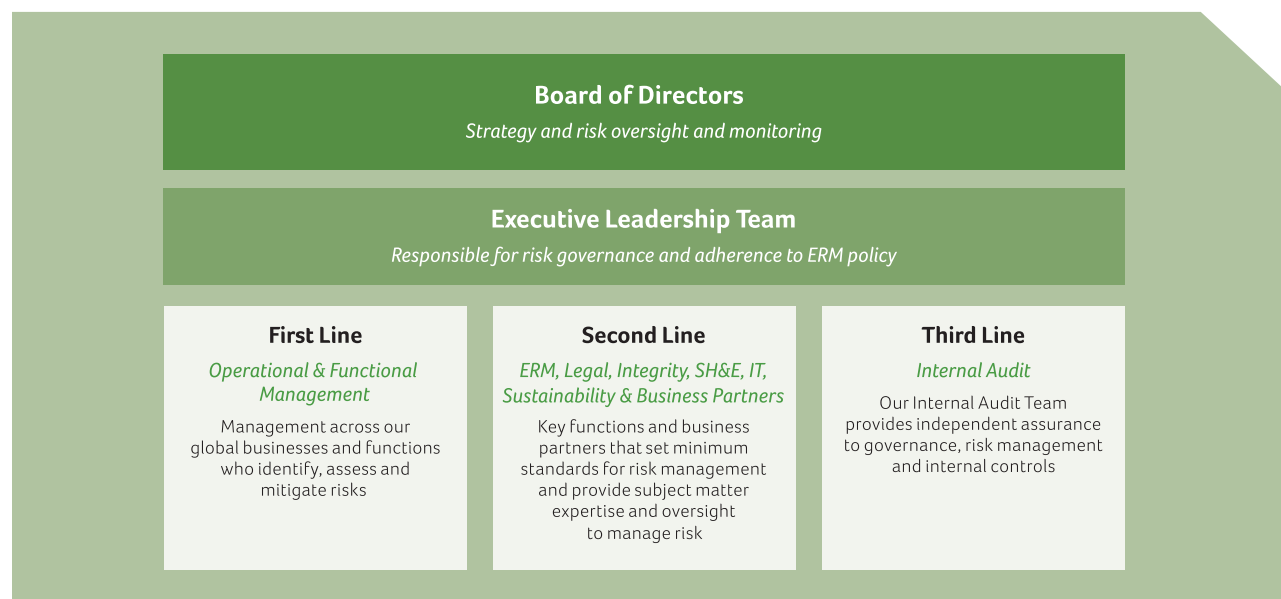 Board of Directors
Strategy and risk oversight and monitoring
Executive Leadership Team
Responsible for risk governance and adherence to ERM policy
First Line
Operational & Functional
Management
Management across our
global businesses and functions
who identify, assess and
mitigate risks
Second Line
ERM, Legal, Integrity, SH&E, IT,
Sustainability & Business Partners
Key functions and business
partners that set minimum
standards for risk management
and provide subject matter
expertise and oversight
to manage risk
Third Line
Internal Audit
Our Internal Audit Team
provides independent assurance
to governance, risk management
and internal controls